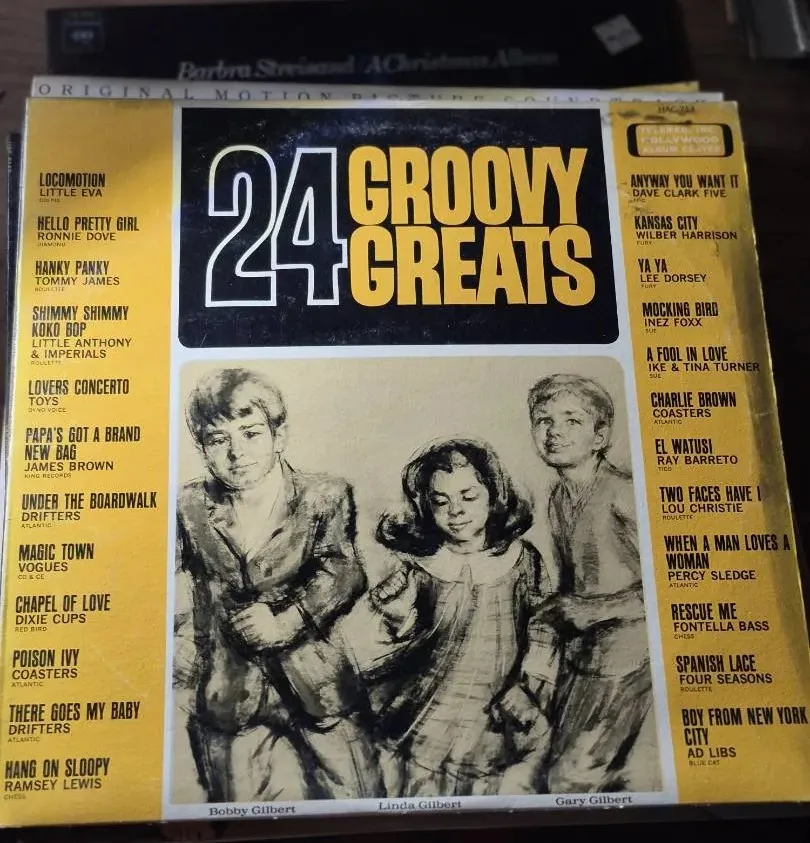 Barbra Streisand / A Christmas Album
ORIGINAL MOTION PICTURE SOUNDTRACK
HAC-243
24 GROOVY
GREATS
LOCOMOTION
LITTLE EVA
HELLO PRETTY GIRL
RONNIE DOVE
DIAMOND
HANKY PANKY
TOMMY JAMES
ROULETTE
SHIMMY SHIMMY
KOKO BOP
LITTLE ANTHONY
& IMPERIALS
ROULETTE
LOVERS CONCERTO
TOYS
DYNO VOICE
PAPA'S GOT A BRAND
NEW BAG
JAMES BROWN
KING RECORDS
UNDER THE BOARDWALK
DRIFTERS
ATLANTIC
MAGIC TOWN
VOGUES
CO & CE
CHAPEL OF LOVE
DIXIE CUPS
RED BIRD
POISON IVY
COASTERS
ATLANTIC
THERE GOES MY BABY
DRIFTERS
ATLANTIC
HANG ON SLOOPY
RAMSEY LEWIS
CHESS
ANYWAY YOU WANT IT
DAVE CLARK FIVE
EPIC
KANSAS CITY
WILBER HARRISON
FURY
YA YA
LEE DORSEY
FURY
MOCKING BIRD
INEZ FOXX
SUE
A FOOL IN LOVE
IKE & TINA TURNER
SUE
CHARLIE BROWN
COASTERS
ATLANTIC
EL WATUSI
RAY BARRETO
TICO
TWO FACES HAVE I
LOU CHRISTIE
ROULETTE
WHEN A MAN LOVES A
WOMAN
PERCY SLEDGE
ATLANTIC
RESCUE ME
FONTELLA BASS
CHESS
SPANISH LACE
FOUR SEASONS
ROULETTE
BOY FROM NEW YORK
CITY
AD LIBS
BLUE CAT
Bobby Gilbert
Linda Gilbert
Gary Gilbert